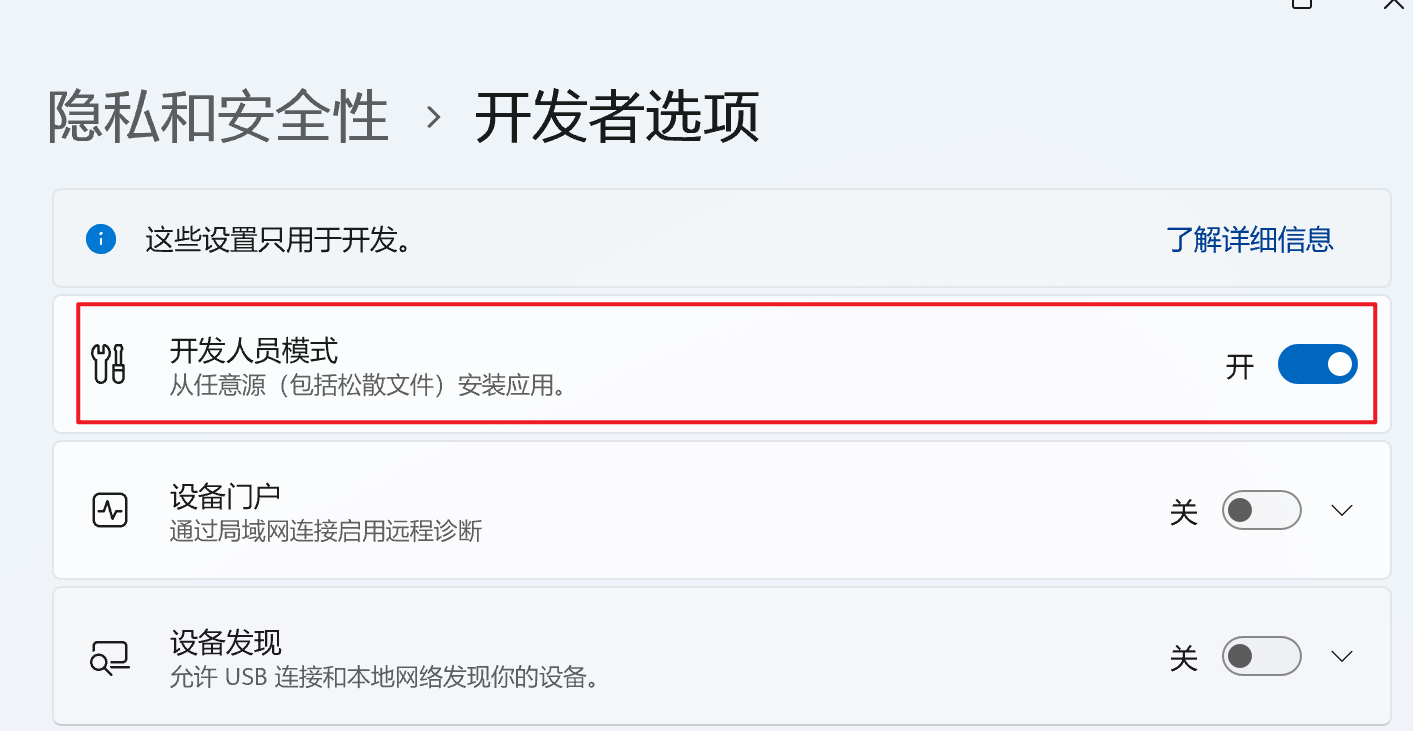 隐私和安全性 › 开发者选项
这些设置只用于开发。 了解详细信息
开发人员模式
从任意源（包括松散文件）安装应用。
开
设备门户
通过局域网连接启用远程诊断
关
设备发现
允许 USB 连接和本地网络发现你的设备。
关